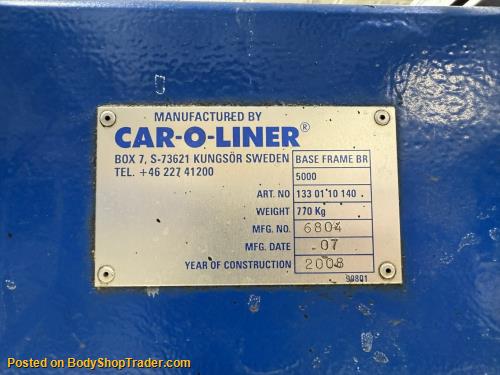 MANUFACTURED BY
CAR-O-LINER®
BOX 7, S-73621 KUNGSÖR SWEDEN BASE FRAME BR
TEL. +46 227 41200 5000
ART. NO 133 01 10 140
WEIGHT 770 Kg
MFG. NO. 6804
MFG. DATE 07
YEAR OF CONSTRUCTION 2008
90801
Posted on BodyShopTrader.com